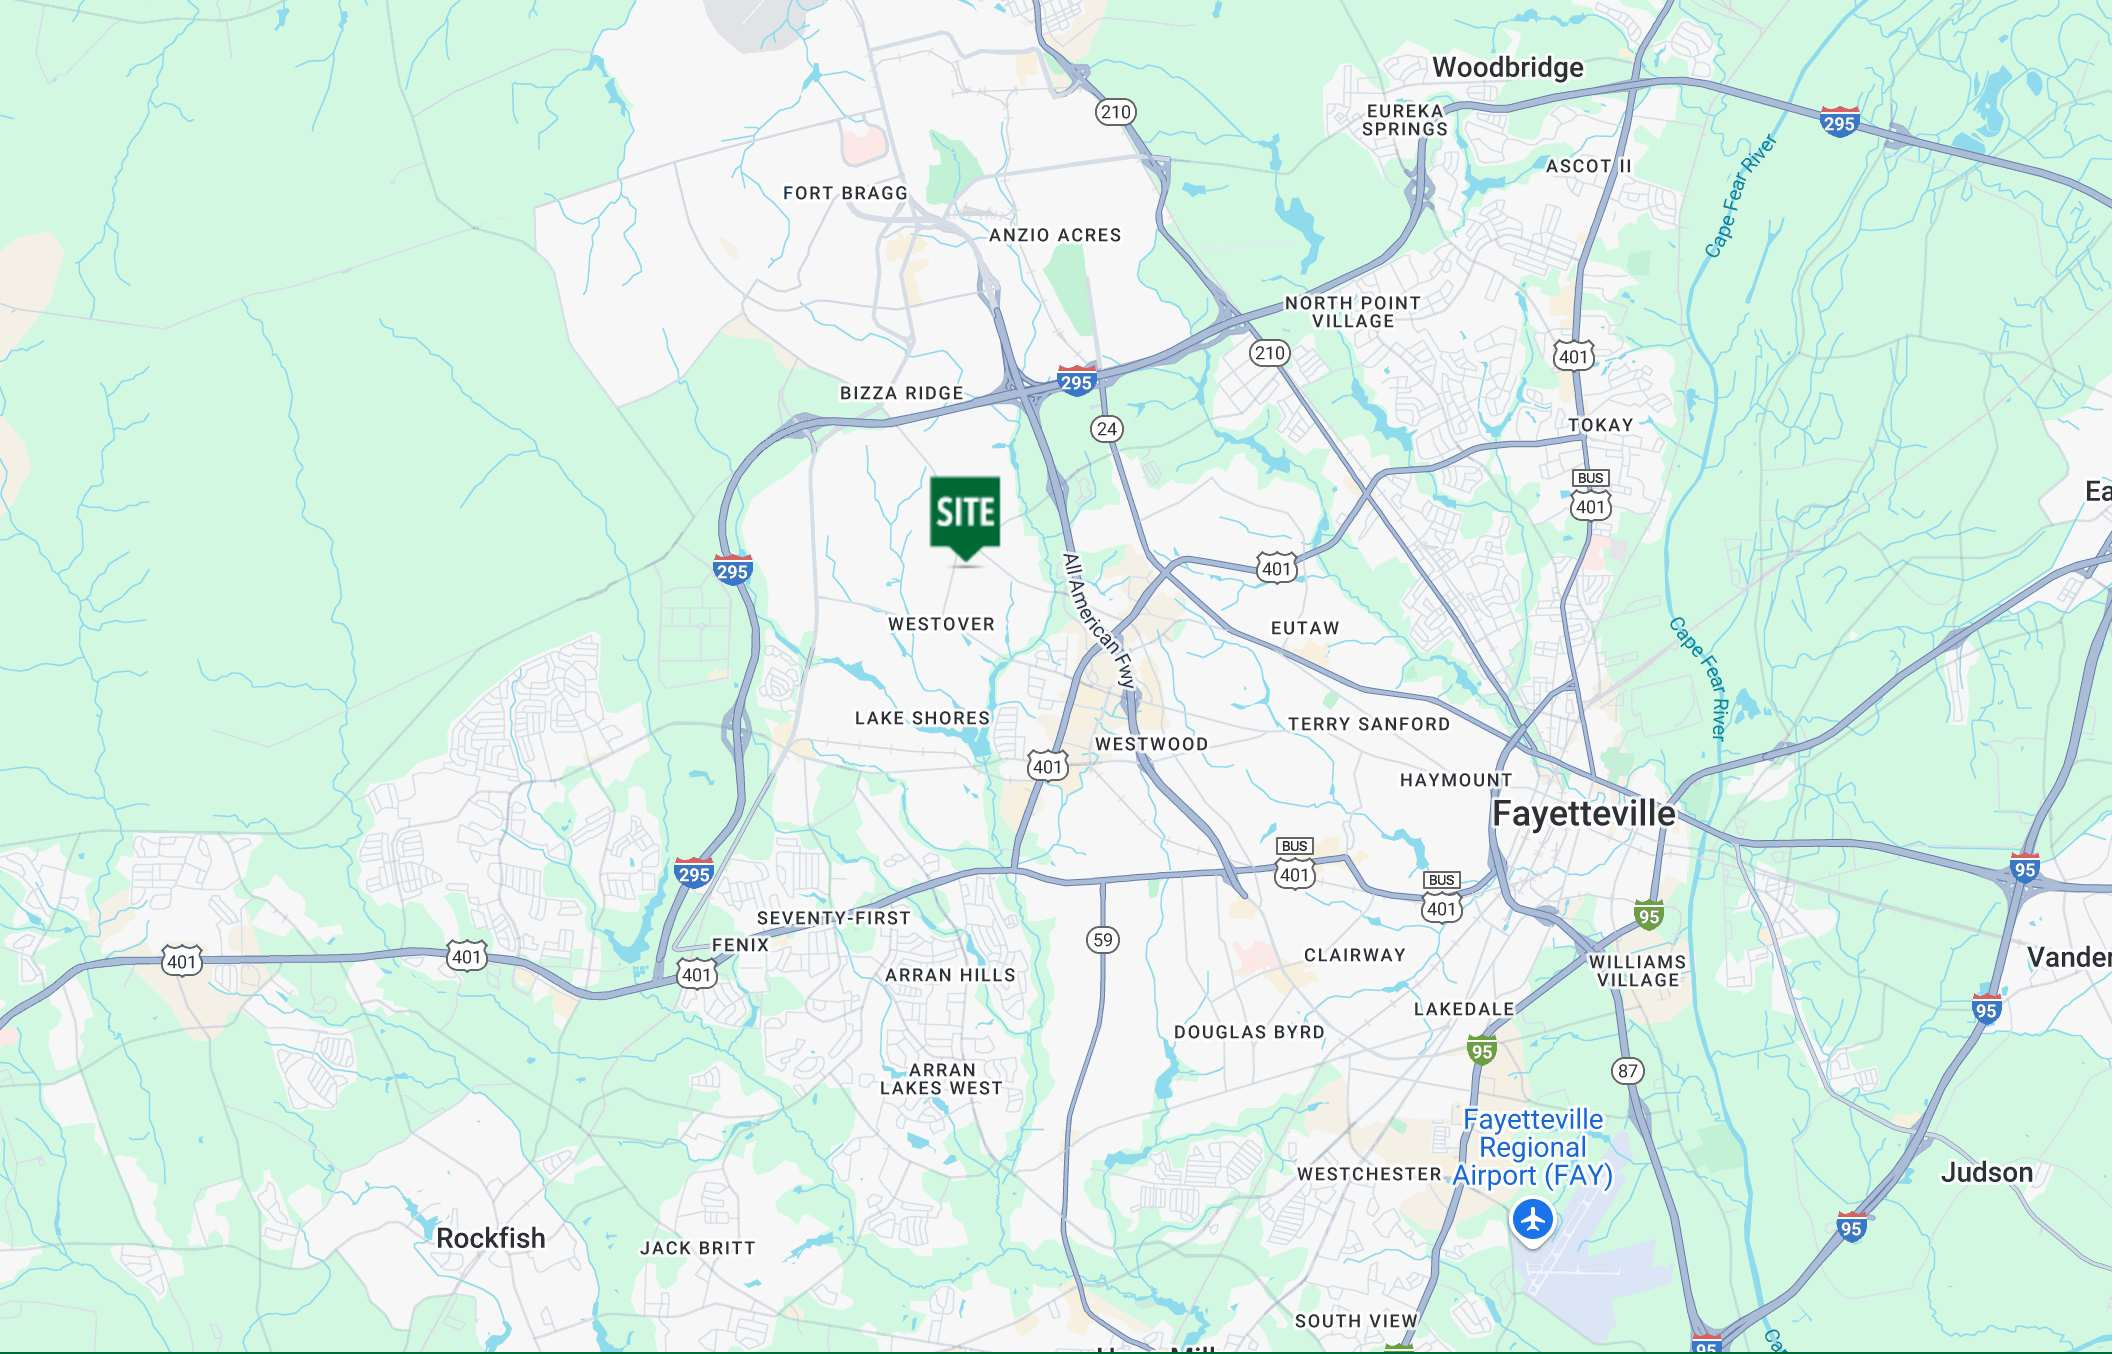 Woodbridge
EUREKA
SPRINGS
210
295
ASCOT II
Cape Fear River
FORT BRAGG
ANZIO ACRES
NORTH POINT
VILLAGE
210
401
295
BIZZA RIDGE
24
TOKAY
BUS
401
Ea
SITE
295
All American Fwy
401
WESTOVER
EUTAW
Cape Fear River
LAKE SHORES
TERRY SANFORD
WESTWOOD
401
HAYMOUNT
Fayetteville
BUS
401
295
BUS
401
95
95
SEVENTY-FIRST
FENIX
59
401
401
401
CLAIRWAY
WILLIAMS
VILLAGE
Vander
ARRAN HILLS
LAKEDALE
95
DOUGLAS BYRD
95
87
ARRAN
LAKES WEST
Fayetteville
Regional
Airport (FAY)
WESTCHESTER
Judson
95
Rockfish
JACK BRITT
SOUTH VIEW
95